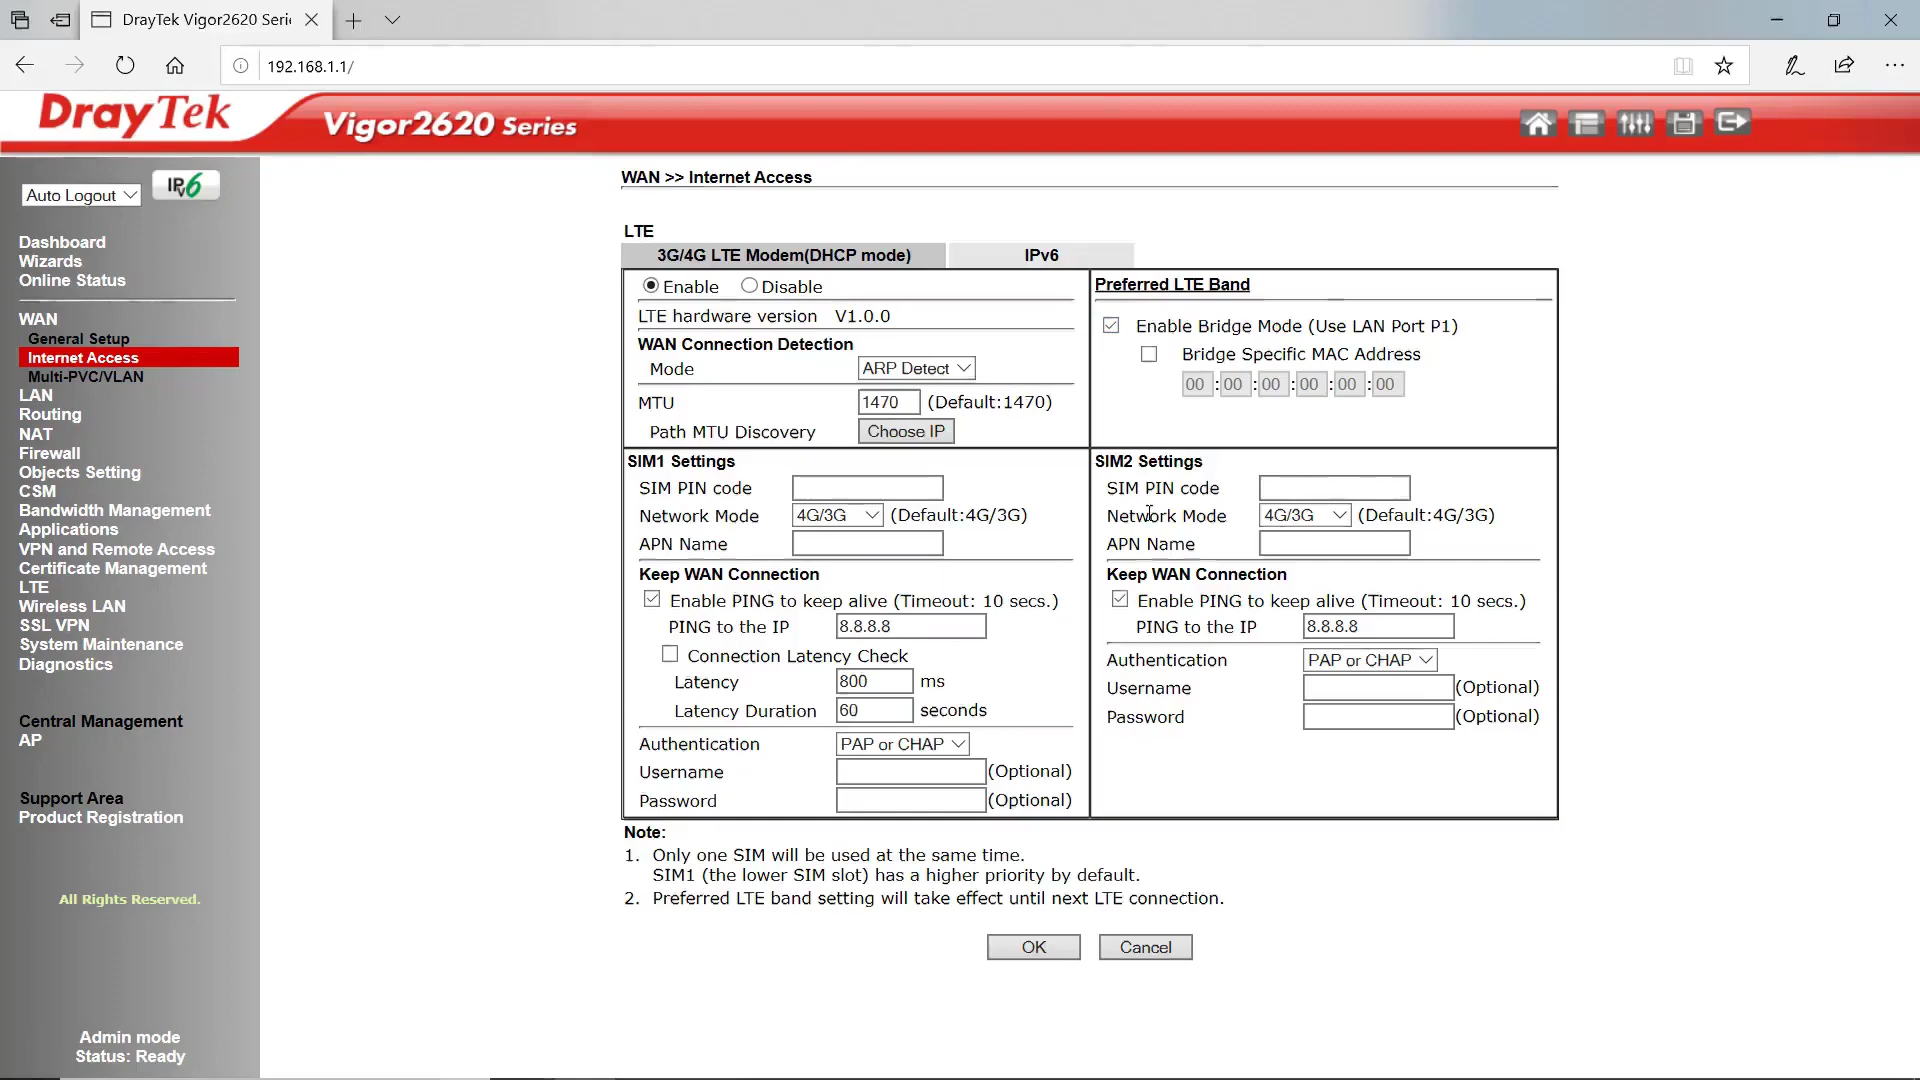 DrayTek Vigor2620 Seri
192.168.1.1/
DrayTek
Vigor2620 Series
Auto Logout
IPv6
Dashboard
Wizards
Online Status
WAN
General Setup
Internet Access
Multi-PVC/VLAN
LAN
Routing
NAT
Firewall
Objects Setting
CSM
Bandwidth Management
Applications
VPN and Remote Access
Certificate Management
LTE
Wireless LAN
SSL VPN
System Maintenance
Diagnostics
Central Management
AP
Support Area
Product Registration
All Rights Reserved.
Admin mode
Status: Ready
WAN >> Internet Access
LTE
3G/4G LTE Modem(DHCP mode) IPv6
Enable Disable
LTE hardware version V1.0.0
WAN Connection Detection
Mode ARP Detect
MTU 1470 (Default:1470)
Path MTU Discovery Choose IP
Preferred LTE Band
Enable Bridge Mode (Use LAN Port P1)
Bridge Specific MAC Address
00 :00 :00 :00 :00 :00
SIM1 Settings
SIM PIN code
Network Mode 4G/3G (Default:4G/3G)
APN Name
Keep WAN Connection
Enable PING to keep alive (Timeout: 10 secs.)
PING to the IP 8.8.8.8
Connection Latency Check
Latency 800 ms
Latency Duration 60 seconds
Authentication PAP or CHAP
Username (Optional)
Password (Optional)
SIM2 Settings
SIM PIN code
Network Mode 4G/3G (Default:4G/3G)
APN Name
Keep WAN Connection
Enable PING to keep alive (Timeout: 10 secs.)
PING to the IP 8.8.8.8
Authentication PAP or CHAP
Username (Optional)
Password (Optional)
Note:
1. Only one SIM will be used at the same time.
SIM1 (the lower SIM slot) has a higher priority by default.
2. Preferred LTE band setting will take effect until next LTE connection.
OK Cancel